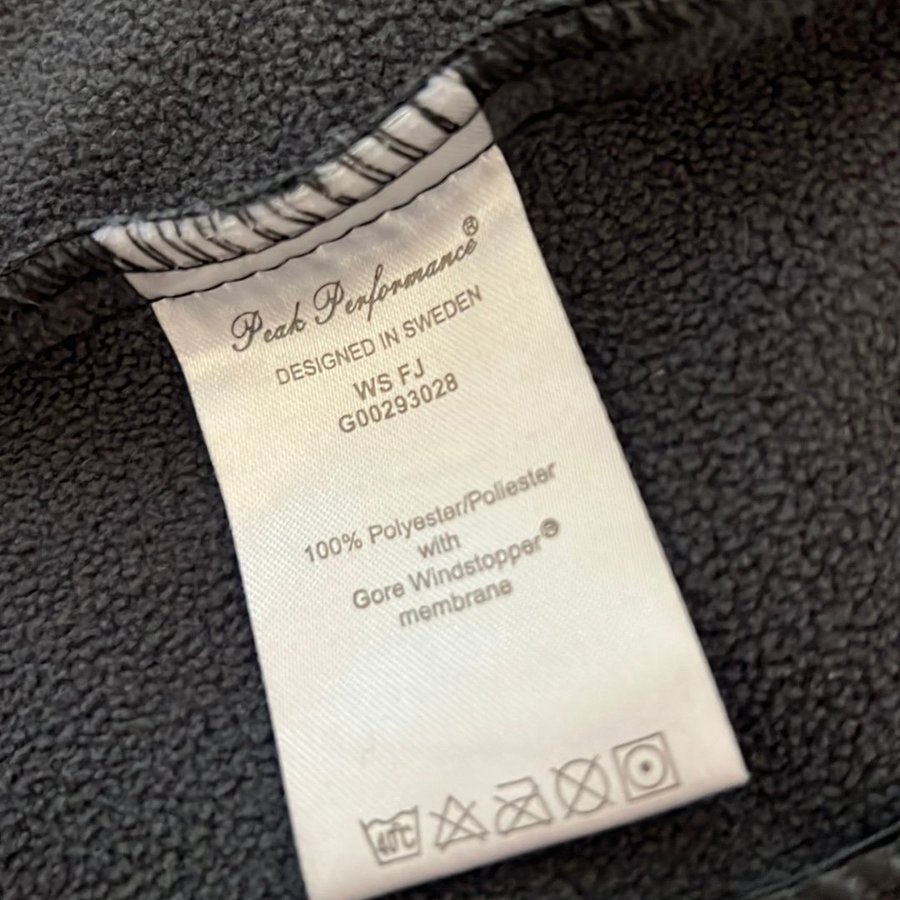 Peak Performance®
DESIGNED IN SWEDEN
WS FJ
G00293028
100% Polyester/Poliester
with
Gore Windstopper®
membrane
40°C